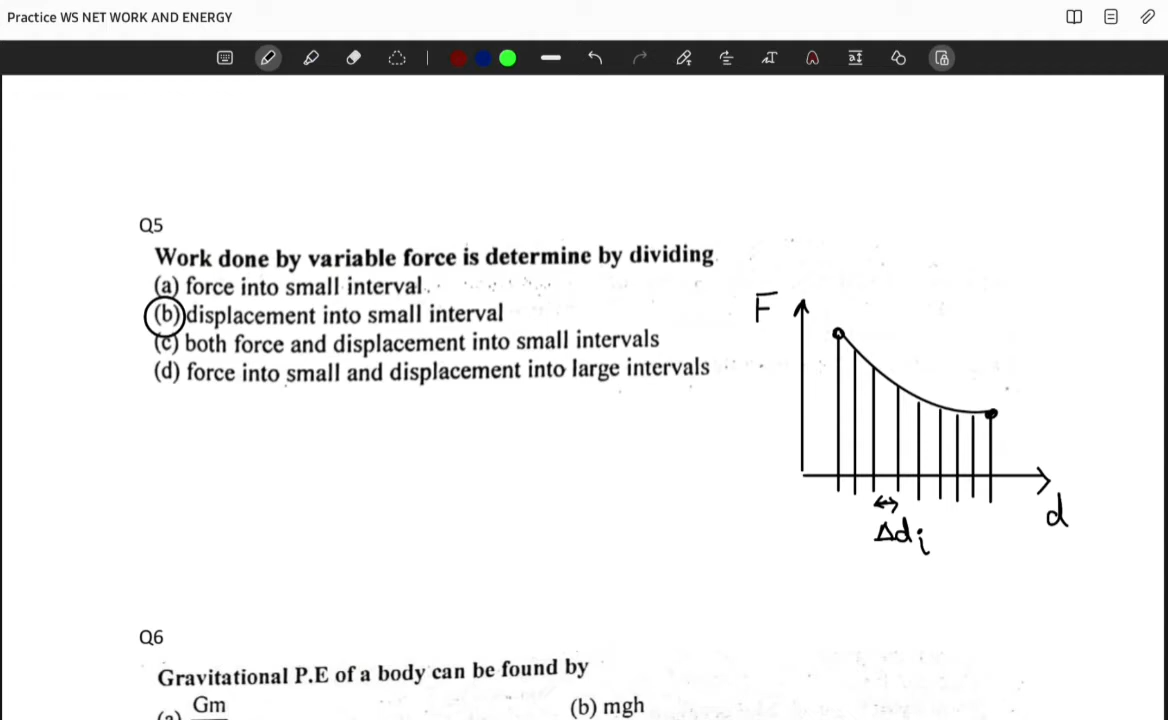 Practice WS NET WORK AND ENERGY
Q5
Work done by variable force is determine by dividing
(a) force into small interval
(b) displacement into small interval
(c) both force and displacement into small intervals
(d) force into small and displacement into large intervals
F
d
Δdi
Q6
Gravitational P.E of a body can be found by
(a) Gm
(b) mgh